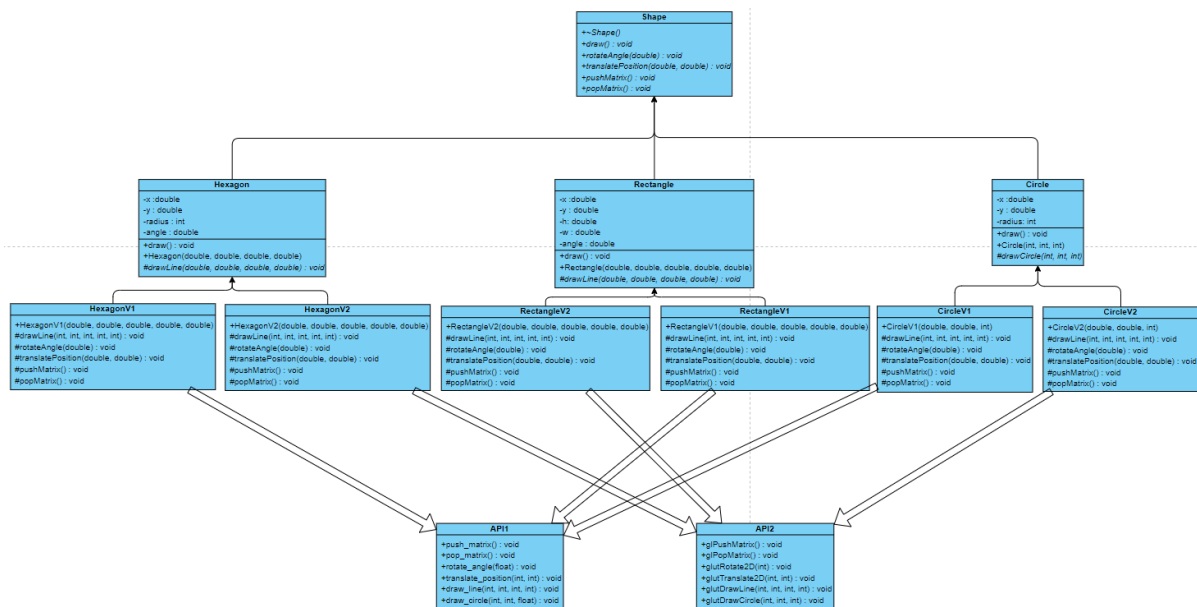 Shape
+~Shape()
+draw() : void
+rotateAngle(double) : void
+translatePosition(double, double) : void
+pushMatrix() : void
+popMatrix() : void
Hexagon
-x :double
-y : double
-radius : int
-angle : double
+draw() : void
+Hexagon(double, double, double, double)
#drawLine(double, double, double, double) : void
Rectangle
-x :double
-y : double
-h: double
-w : double
-angle : double
+draw() : void
+Rectangle(double, double, double, double, double)
#drawLine(double, double, double, double) : void
Circle
-x :double
-y : double
-radius: int
+draw() : void
+Circle(int, int, int)
#drawCircle(int, int, int)
HexagonV1
+HexagonV1(double, double, double, double, double)
#drawLine(int, int, int, int) : void
#rotateAngle(double) : void
#translatePosition(double, double) : void
#pushMatrix() : void
#popMatrix() : void
HexagonV2
+HexagonV2(double, double, double, double, double)
#drawLine(int, int, int, int) : void
#rotateAngle(double) : void
#translatePosition(double, double) : void
#pushMatrix() : void
#popMatrix() : void
RectangleV2
+RectangleV2(double, double, double, double, double)
#drawLine(int, int, int, int) : void
#rotateAngle(double) : void
#translatePosition(double, double) : void
#pushMatrix() : void
#popMatrix() : void
RectangleV1
+RectangleV1(double, double, double, double, double)
#drawLine(int, int, int, int) : void
#rotateAngle(double) : void
#translatePosition(double, double) : void
#pushMatrix() : void
#popMatrix() : void
CircleV1
+CircleV1(double, double, int)
#drawLine(int, int, int, int) : void
#rotateAngle(double) : void
#translatePosition(double, double) : void
#pushMatrix() : void
#popMatrix() : void
CircleV2
+CircleV2(double, double, int)
#drawLine(int, int, int, int) : void
#rotateAngle(double) : void
#translatePosition(double, double) : void
#pushMatrix() : void
#popMatrix() : void
API1
+push_matrix() : void
+pop_matrix() : void
+rotate_angle(float) : void
+translate_position(int, int) : void
+draw_line(int, int, int, int) : void
+draw_circle(int, int, float) : void
API2
+glPushMatrix() : void
+glPopMatrix() : void
+glutRotate2D(int) : void
+glutTranslate2D(int, int) : void
+glutDrawLine(int, int, int, int) : void
+glutDrawCircle(int, int, int) : void